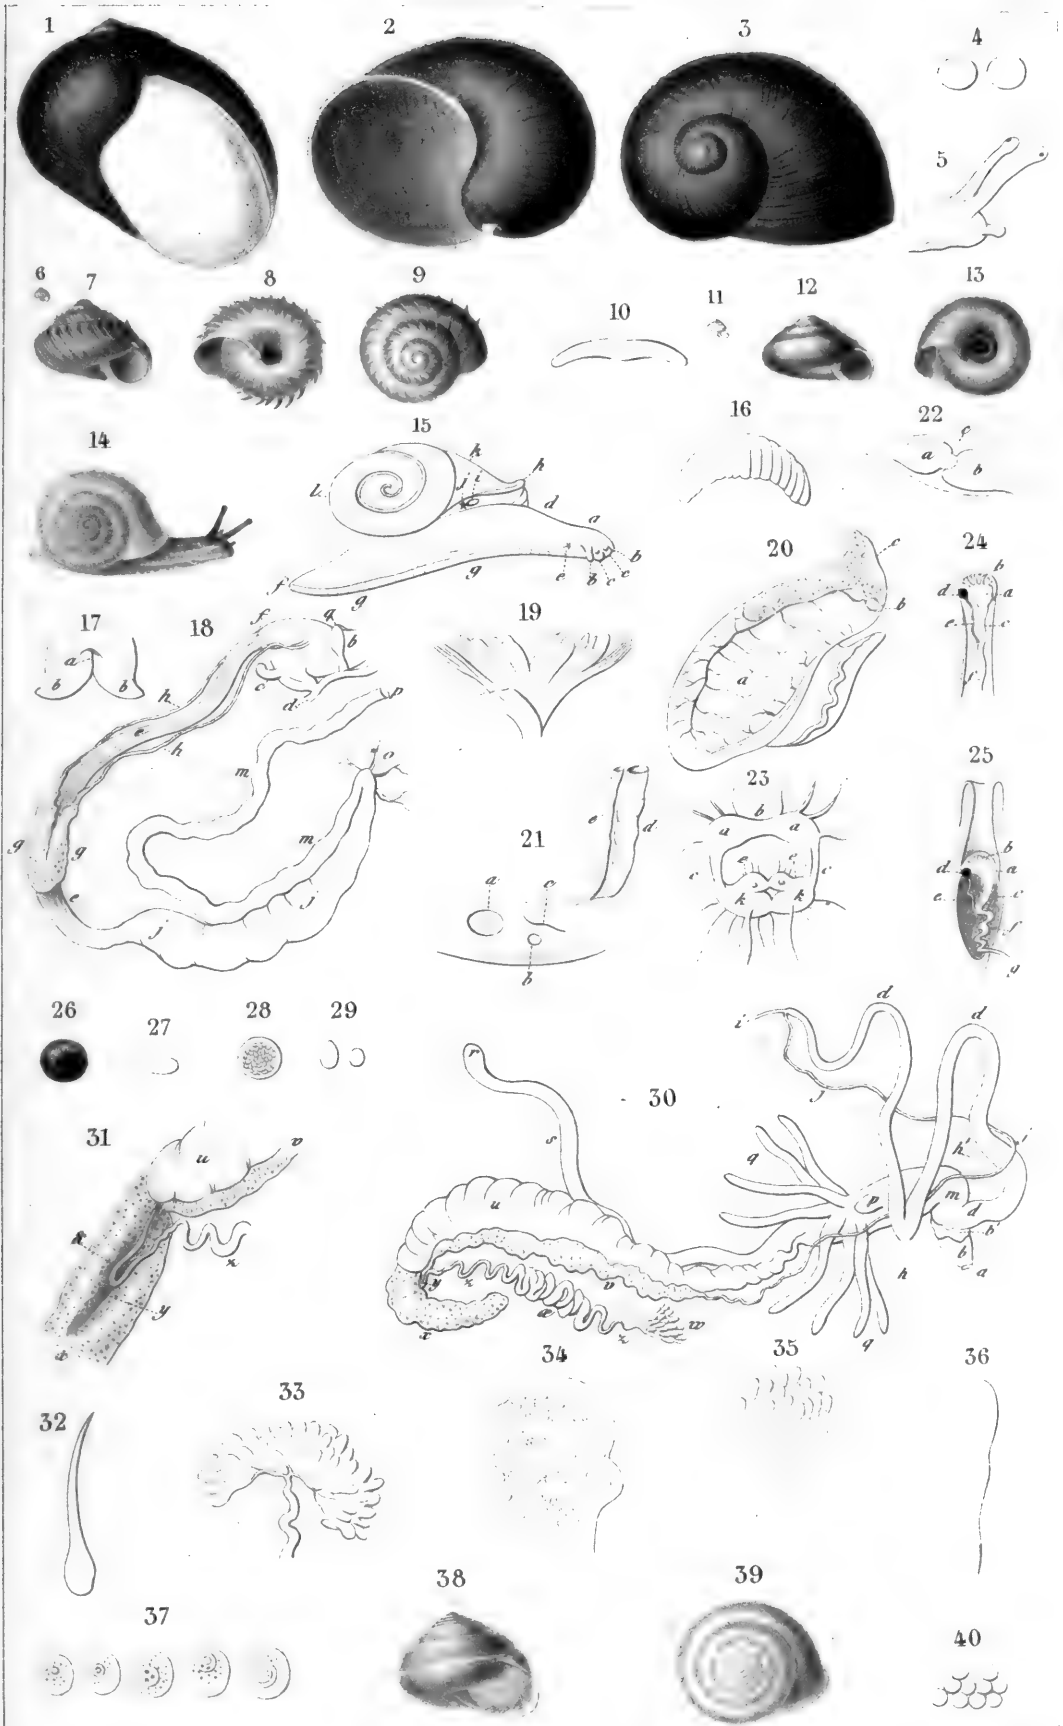 1
2
3
4
5
6
7
8
9
10
11
12
13
14
15
16
22
k
h
j
i
l
d
a
b
e
b
c
c
f
g
g
c
a
b
17
18
19
20
24
a
b
b
f
q
b
c
d
h
e
h
m
p
o
m
g
g
e
j
j
c
b
a
b
d
a
e
c
f
21
23
25
e
d
a
c
b
b
a
a
c
c
e
e
k
k
b
d
a
e
c
f
g
26
27
28
29
30
31
i
d
d
r
s
j
h'
i
q
p
m
d
b
b
a
h
u
u
v
v
k
z
y
x
y
z
x
z
w
q
32
33
34
35
36
37
38
39
40